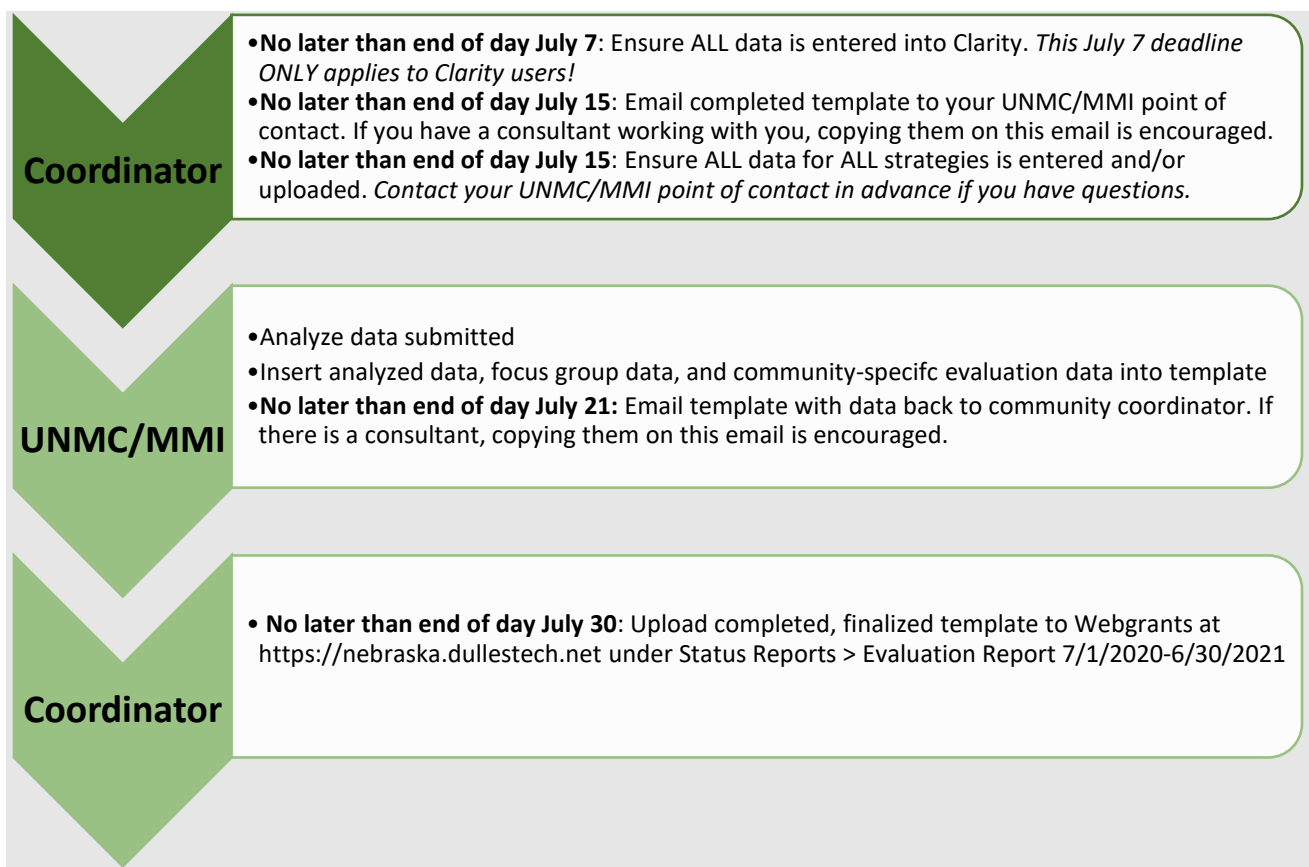 Coordinator
•No later than end of day July 7: Ensure ALL data is entered into Clarity. This July 7 deadline
ONLY applies to Clarity users!
•No later than end of day July 15: Email completed template to your UNMC/MMI point of
contact. If you have a consultant working with you, copying them on this email is encouraged.
•No later than end of day July 15: Ensure ALL data for ALL strategies is entered and/or
uploaded. Contact your UNMC/MMI point of contact in advance if you have questions.
UNMC/MMI
•Analyze data submitted
•Insert analyzed data, focus group data, and community-specifc evaluation data into template
•No later than end of day July 21: Email template with data back to community coordinator. If
there is a consultant, copying them on this email is encouraged.
Coordinator
• No later than end of day July 30: Upload completed, finalized template to Webgrants at
https://nebraska.dullestech.net under Status Reports > Evaluation Report 7/1/2020-6/30/2021